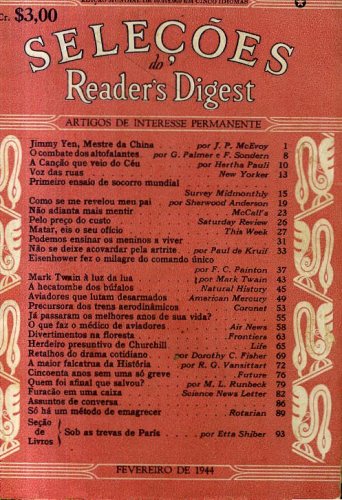 EDIÇÃO MUNDIAL DE EM CINCO IDIOMAS
Cr. $3,00
SELEÇÕES
do
Reader's Digest
ARTIGOS DE INTERESSE PERMANENTE
Jimmy Yen, Mestre da China . . por J. P. McEvoy 1
O combate dos altofalantes . por G. Palmer e F. Sondern 8
A Canção que veio do Céu . . por Hertha Pauli 10
Voz das ruas . . . New Yorker 13
Primeiro ensaio de socorro mundial
Survey Midmonthly 15
Como se me revelou meu pai . por Sherwood Anderson 19
Não adianta mais mentir . . . McCall's 23
Pelo preço do custo . . . Saturday Review 26
Matar, eis o seu ofício . . . This Week 27
Podemos ensinar os meninos a viver . . . 31
Não se deixe acovardar pela artrite . . por Paul de Kruif 33
Eisenhower fez o milagre do comando único
por F. C. Painton 37
Mark Twain à luz da lua . . . por Mark Twain 43
A hecatombe dos búfalos . . . Natural History 45
Aviadores que lutam desarmados . . American Mercury 49
Precursora dos trens aerodinâmicos . . . Coronet 53
Já passaram os melhores anos de sua vida? . . . 55
O que faz o médico de aviadores . . . Air News 58
Divertimentos na floresta . . . Frontiers 63
Herdeiro presuntivo de Churchill . . . Life 65
Retalhos do drama cotidiano . . por Dorothy C. Fisher 69
A maior falcatrua da História . . por R. G. Vansittart 72
Cincoenta anos sem uma só greve . . . Future 76
Quem foi afinal que salvou? . . por M. L. Runbeck 79
Furacão em uma caixa . . . Science News Letter 82
Assuntos de conversa . . . 86
Só há um método de emagrecer . . . Rotarian 89
Seção de Livros { Sob as trevas de Paris . . por Etta Shiber 93
FEVEREIRO DE 1944